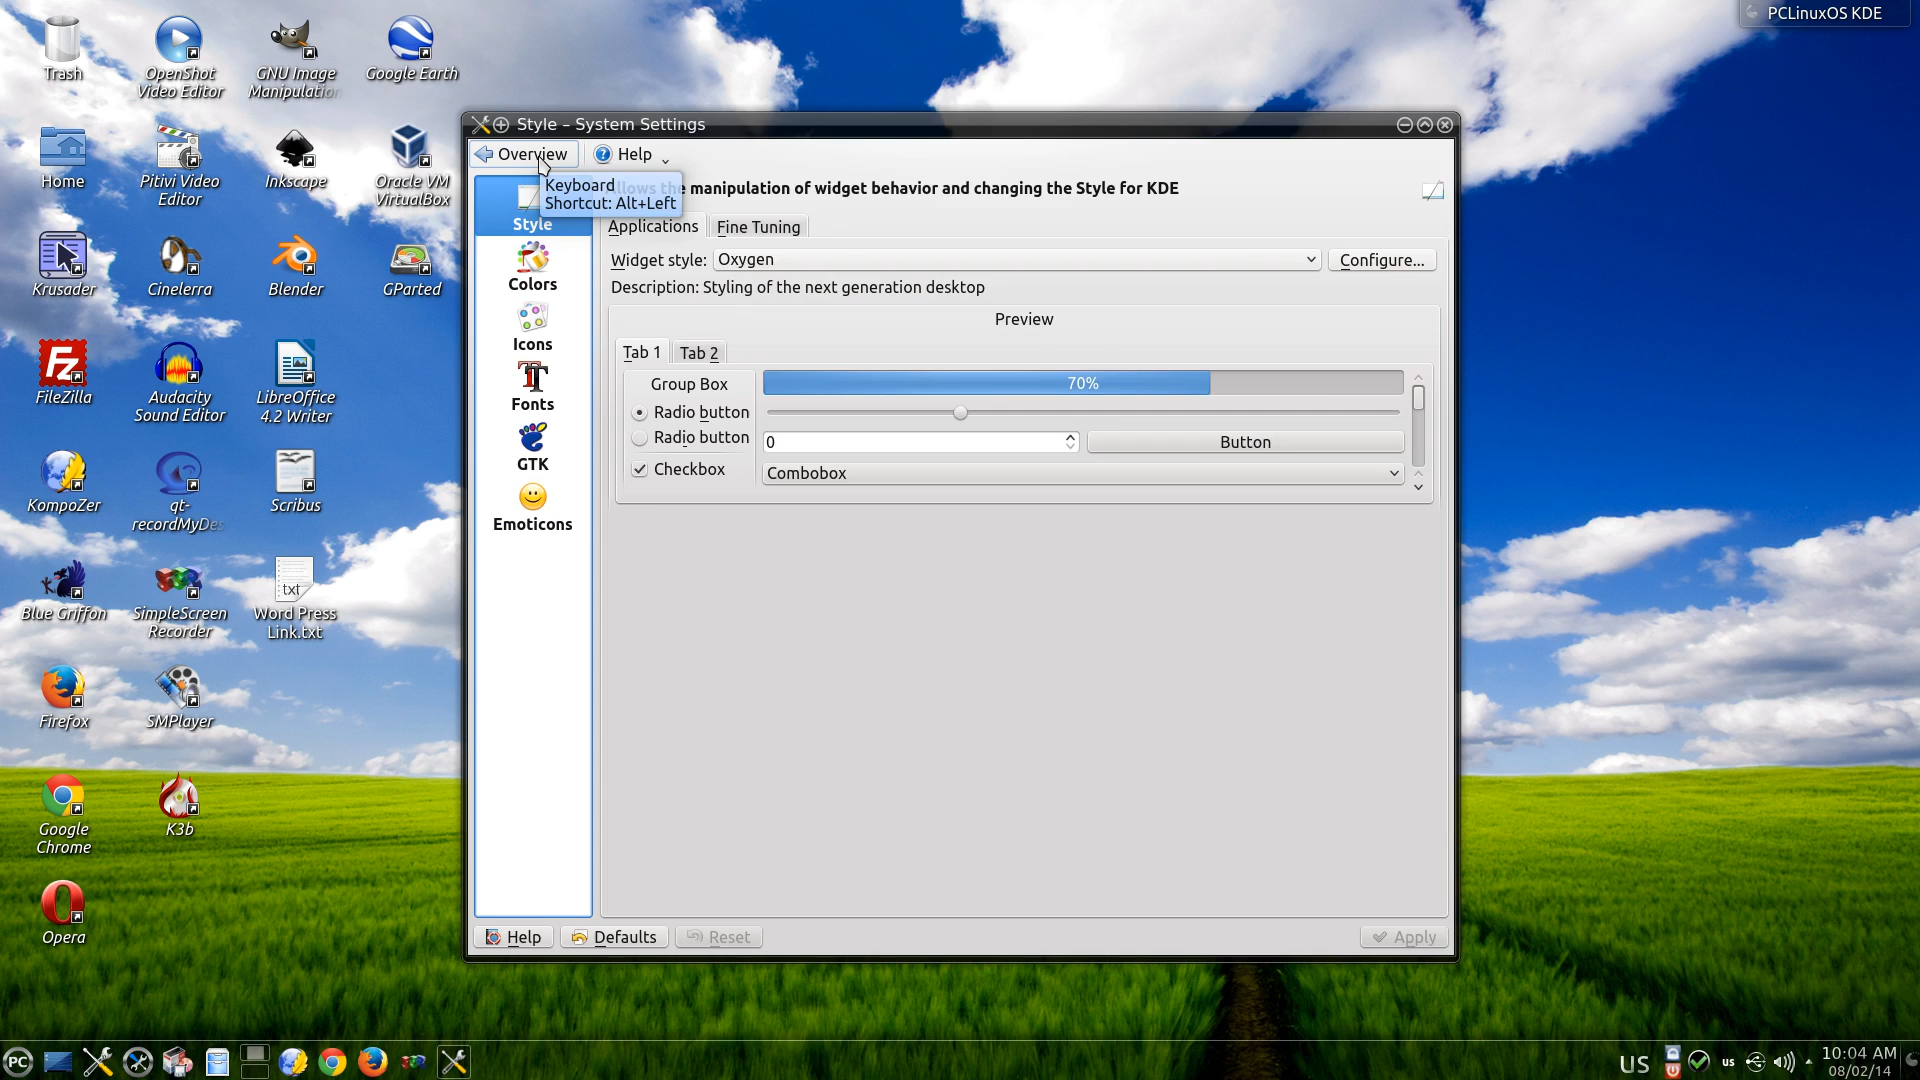 PCLinuxOS KDE
Trash
OpenShot
Video Editor
GNU Image
Manipulation
Google Earth
Home
Pitivi Video
Editor
Inkscape
Oracle VM
VirtualBox
Krusader
Cinelerra
Blender
GParted
FileZilla
Audacity
Sound Editor
LibreOffice
4.2 Writer
KompoZer
qt-
recordMyDes
Scribus
Blue Griffon
SimpleScreen
Recorder
txt
Word Press
Link.txt
Firefox
SMPlayer
Google
Chrome
K3b
Opera
Style – System Settings
Overview
Help
Keyboard
Shortcut: Alt+Left
llows the manipulation of widget behavior and changing the Style for KDE
Style
Colors
Icons
Fonts
GTK
Emoticons
Applications
Fine Tuning
Widget style: Oxygen
Configure...
Description: Styling of the next generation desktop
Preview
Tab 1
Tab 2
Group Box
70%
Radio button
Radio button
0
Button
Checkbox
Combobox
Help
Defaults
Reset
Apply
PC
US
us
10:04 AM
08/02/14